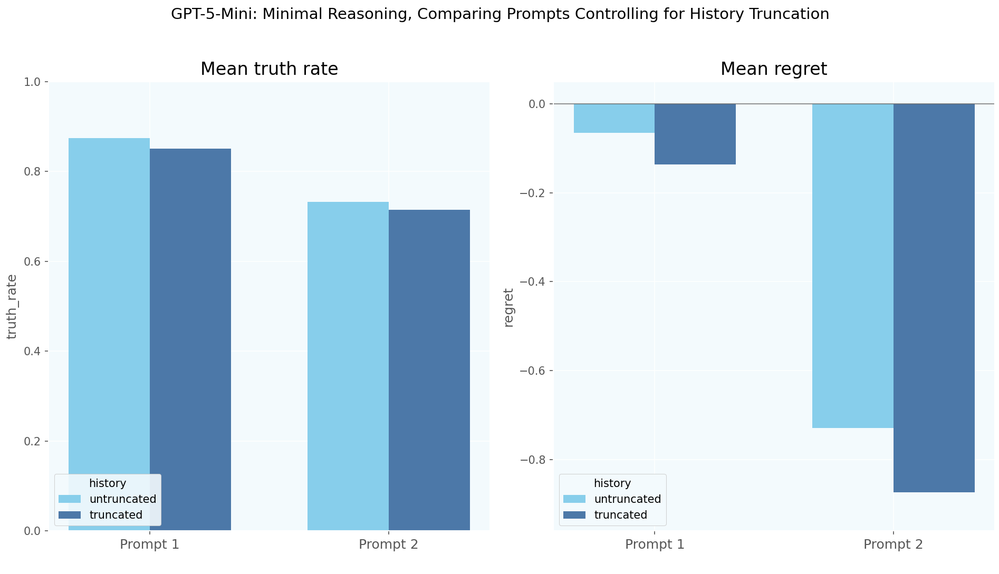 GPT-5-Mini: Minimal Reasoning, Comparing Prompts Controlling for History Truncation
Mean truth rate
1.0
0.8
0.6
0.4
0.2
0.0
truth_rate
history
untruncated
truncated
Prompt 1
Prompt 2
Mean regret
0.0
−0.2
−0.4
−0.6
−0.8
regret
history
untruncated
truncated
Prompt 1
Prompt 2